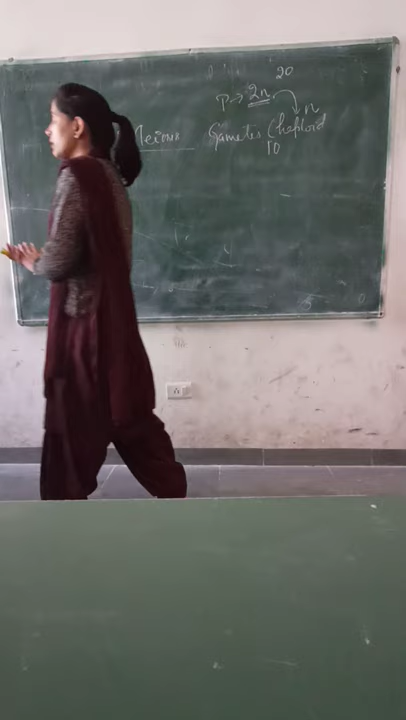 20
P → 2n → n
Meiosis Gametes (haploid
10